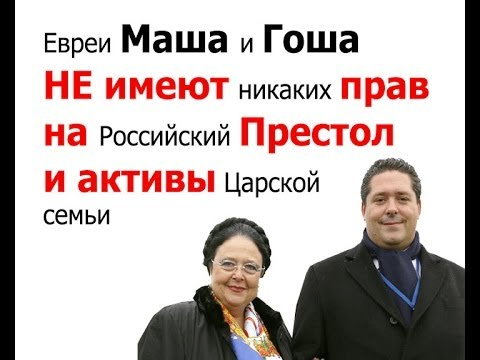 Евреи Маша и Гоша
НЕ имеют никаких прав
на Российский Престол
и активы Царской
семьи